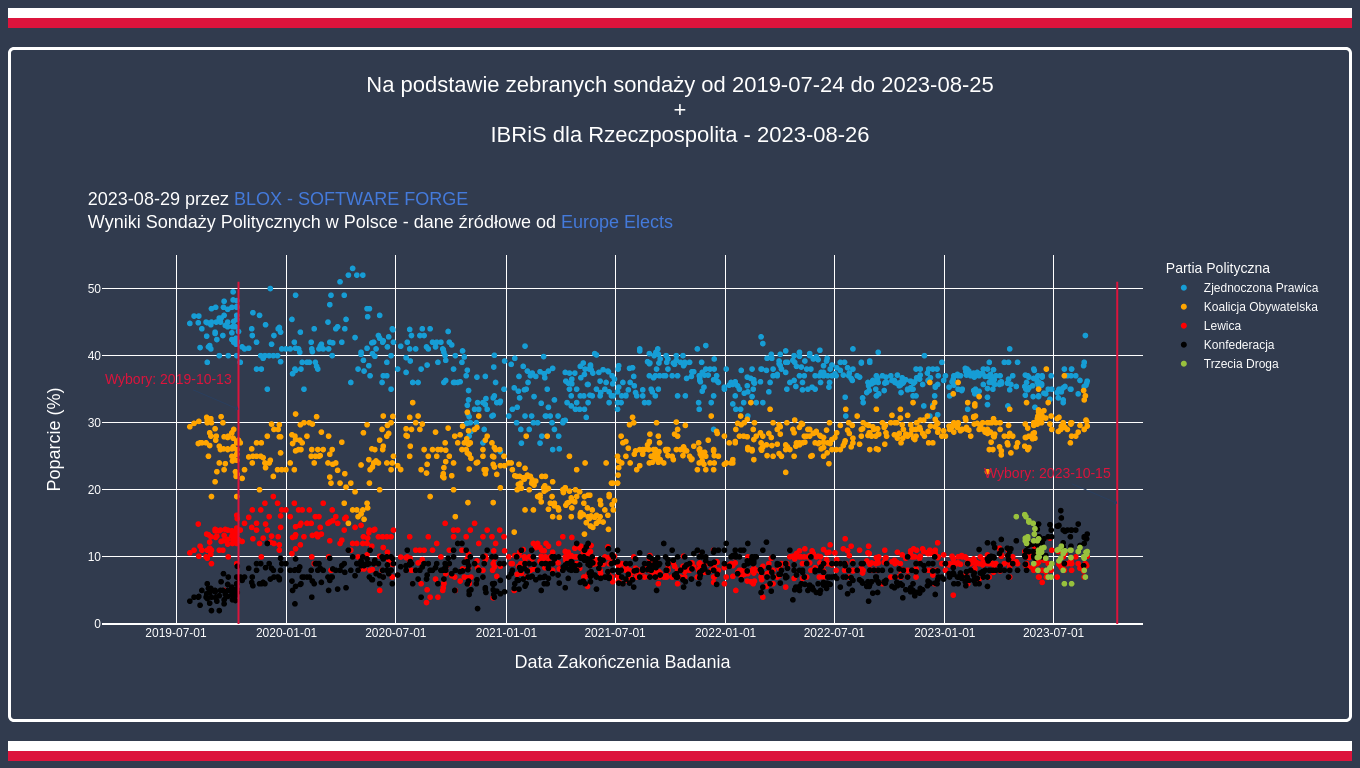 Na podstawie zebranych sondaży od 2019-07-24 do 2023-08-25
+
IBRiS dla Rzeczpospolita - 2023-08-26
2023-08-29 przez BLOX - SOFTWARE FORGE
Wyniki Sondaży Politycznych w Polsce - dane źródłowe od Europe Elects
Partia Polityczna
Zjednoczona Prawica
Koalicja Obywatelska
Lewica
Konfederacja
Trzecia Droga
Poparcie (%)
50
40
30
20
10
0
Wybory: 2019-10-13
Wybory: 2023-10-15
2019-07-01
2020-01-01
2020-07-01
2021-01-01
2021-07-01
2022-01-01
2022-07-01
2023-01-01
2023-07-01
Data Zakończenia Badania